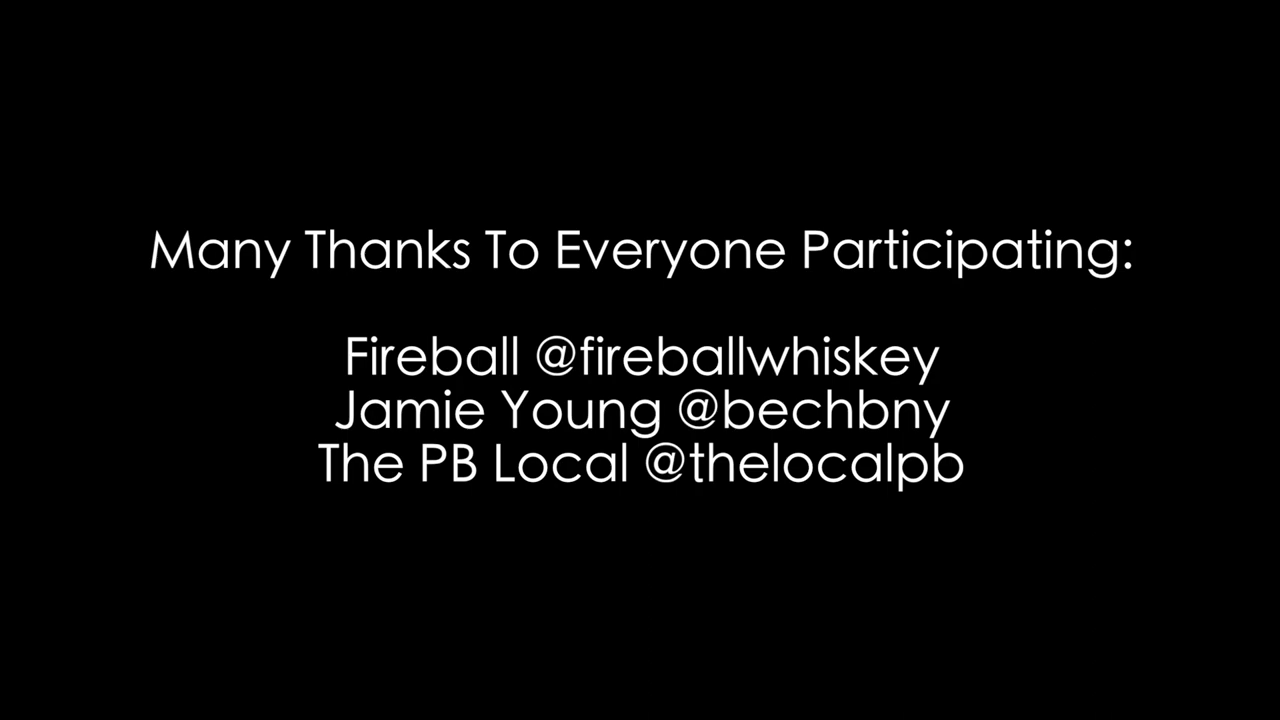 Many Thanks To Everyone Participating:
Fireball @fireballwhiskey
Jamie Young @bechbny
The PB Local @thelocalpb